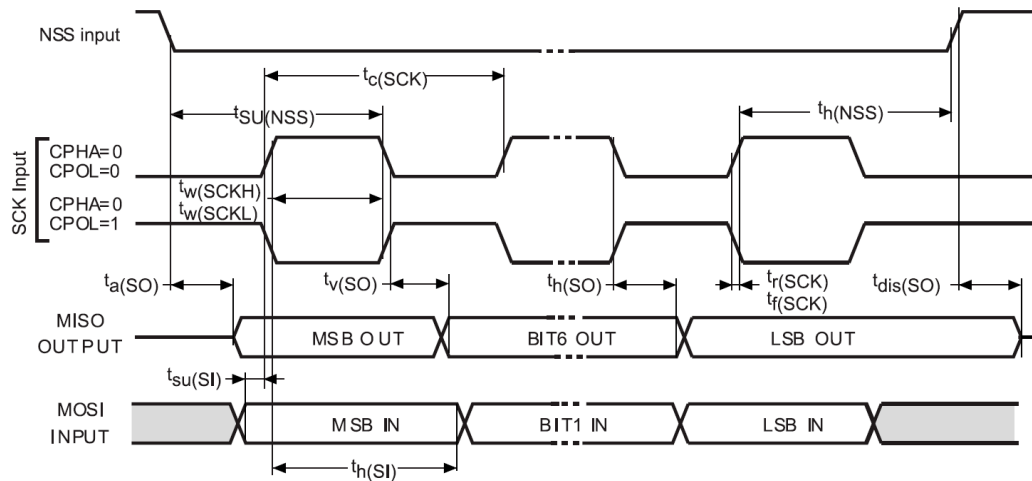 NSS input
tc(SCK)
tSU(NSS)
th(NSS)
SCK Input
CPHA=0
CPOL=0
tw(SCKH)
CPHA=0
tw(SCKL)
CPOL=1
ta(SO)
tv(SO)
th(SO)
tr(SCK)
tf(SCK)
tdis(SO)
MISO
OUTPUT
MSB OUT
BIT6 OUT
LSB OUT
tsu(SI)
MOSI
INPUT
MSB IN
BIT1 IN
LSB IN
th(SI)